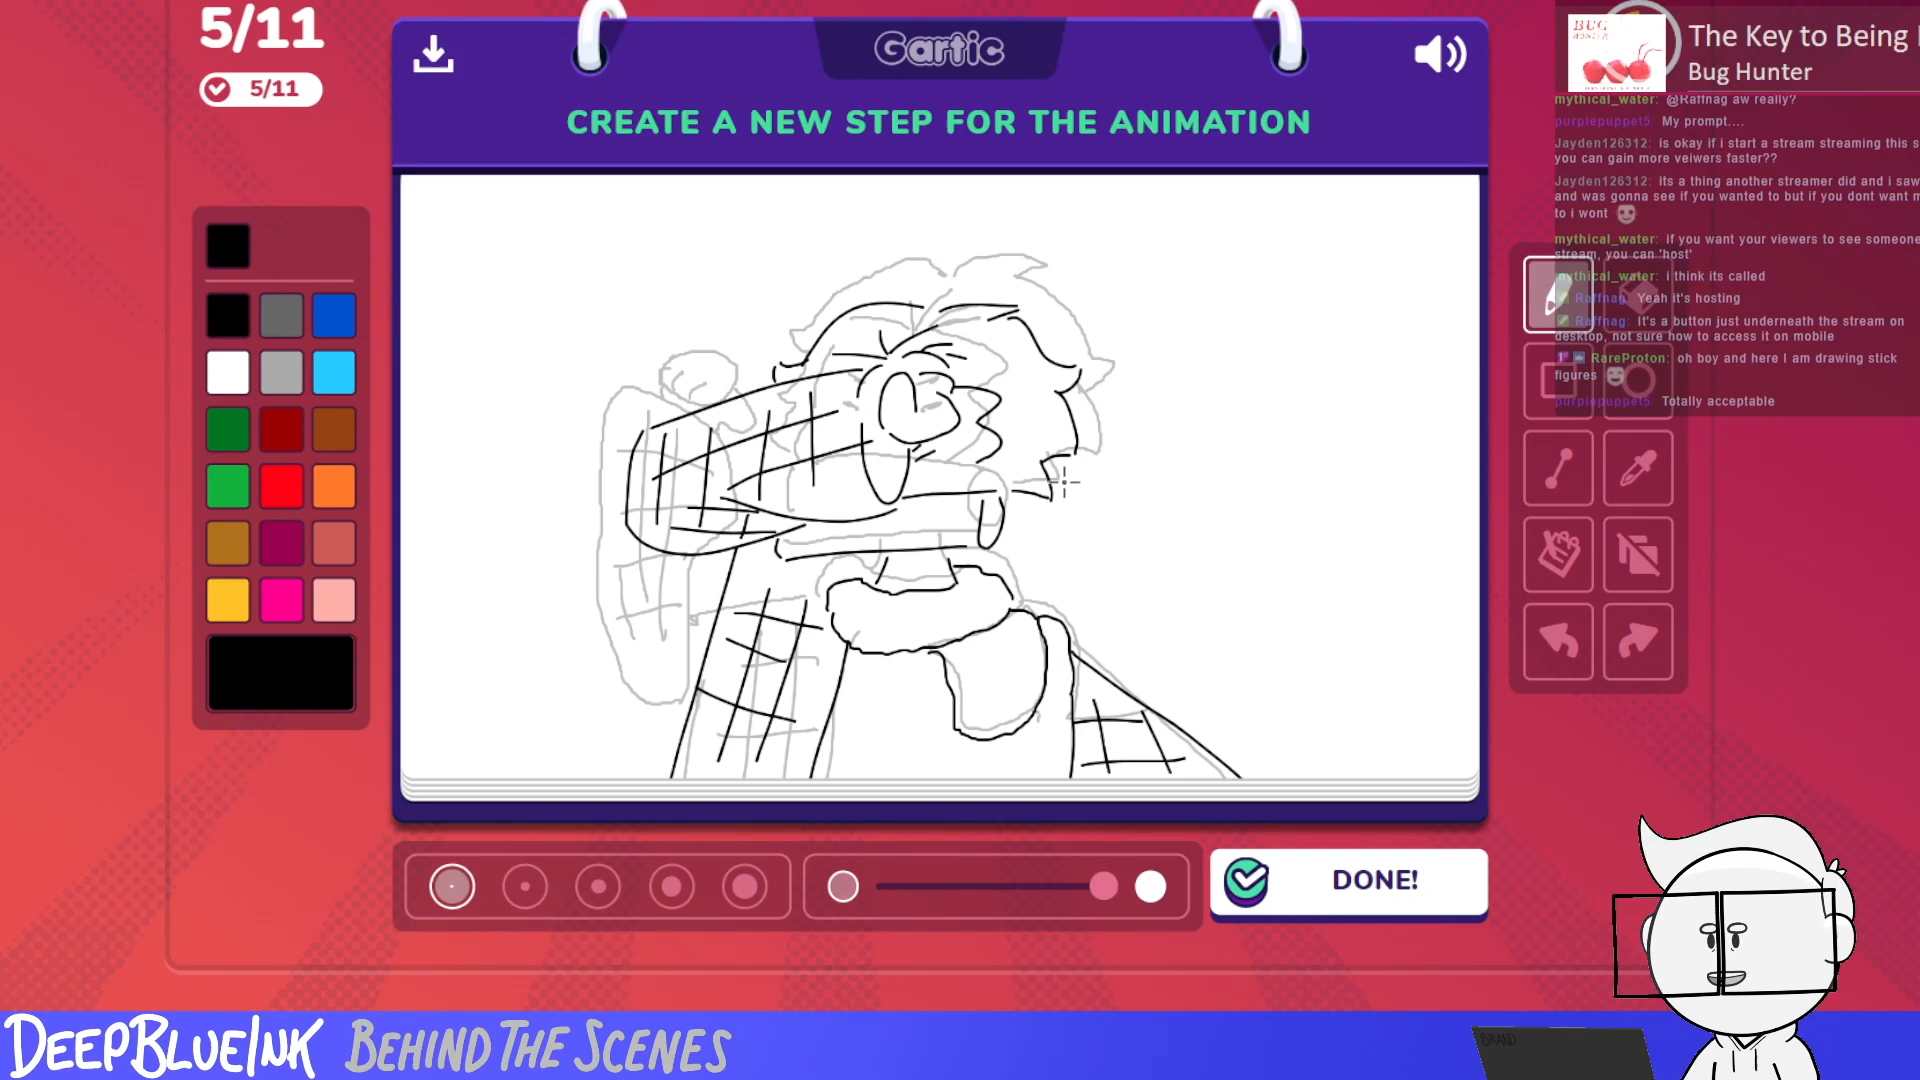 5/11
5/11
Gartic
CREATE A NEW STEP FOR THE ANIMATION
BUG
The Key to Being
Bug Hunter
mythical_water: @Raffnag aw really?
purplepuppet5: My prompt....
Jayden126312: is okay if i start a stream streaming this s
you can gain more veiwers faster??
Jayden126312: its a thing another streamer did and i saw
and was gonna see if you wanted to but if you dont want m
to i wont
mythical_water: if you want your viewers to see someone
stream, you can 'host'
mythical_water: i think its called
Raffnag: Yeah it's hosting
Raffnag: It's a button just underneath the stream on
desktop, not sure how to access it on mobile
RareProton: oh boy and here I am drawing stick
figures
purplepuppet5: Totally acceptable
DONE!
DEEPBLUEINK BEHIND THE SCENES
BRAND